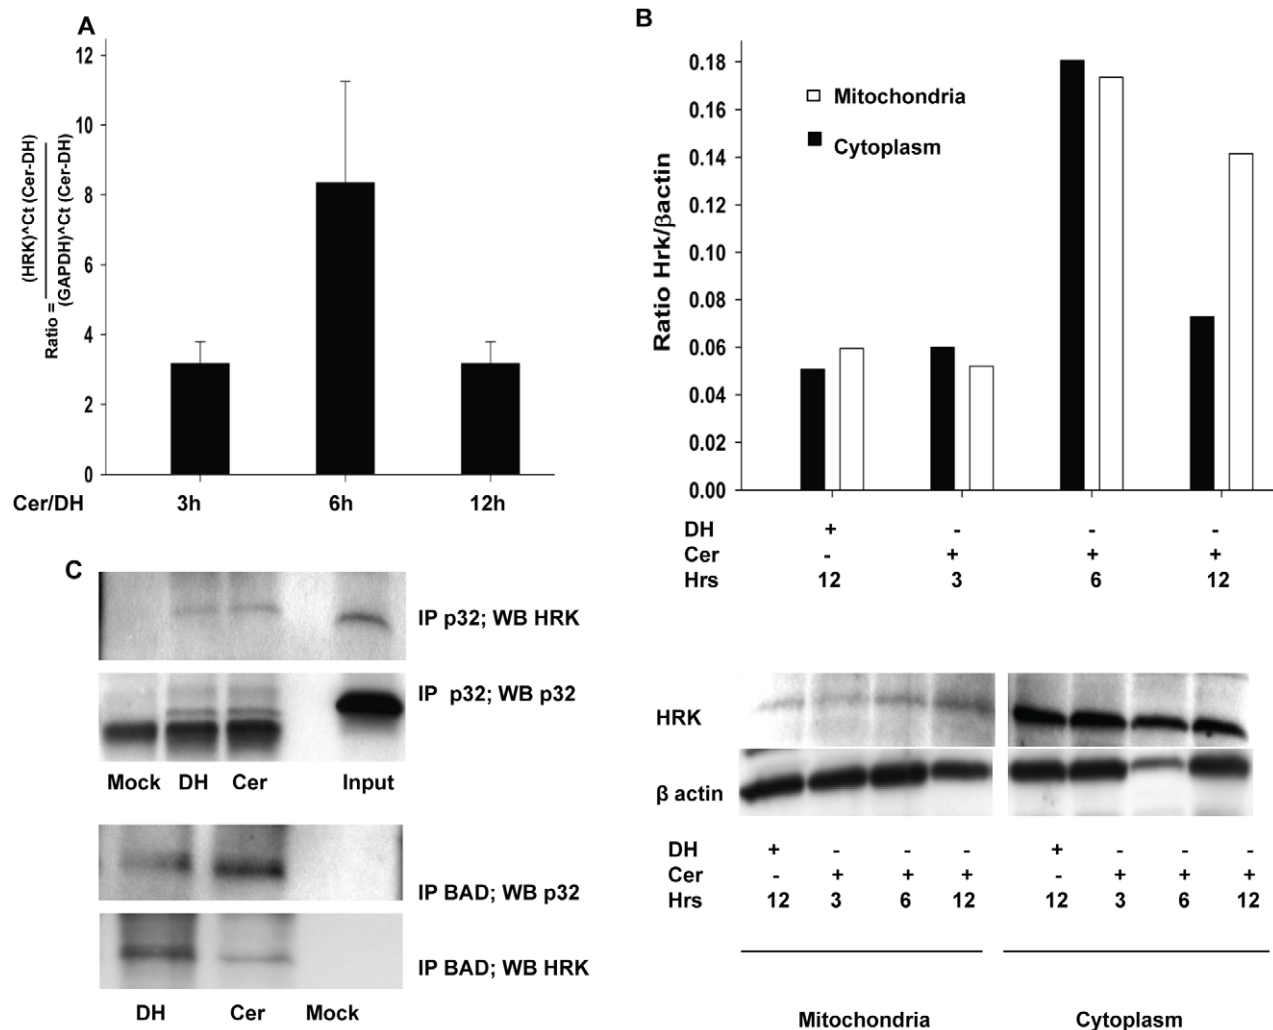 A
12
10
8
6
4
2
0
Ratio = (HRK)^Ct (Cer-DH)
(GAPDH)^Ct (Cer-DH)
Cer/DH 3h 6h 12h
B
0.18
0.16
0.14
0.12
0.10
0.08
0.06
0.04
0.02
0.00
Ratio Hrk/βactin
Mitochondria
Cytoplasm
DH + - - -
Cer - + + +
Hrs 12 3 6 12
C
IP p32; WB HRK
IP p32; WB p32
Mock DH Cer Input
IP BAD; WB p32
IP BAD; WB HRK
DH Cer Mock
HRK
β actin
DH + - - - + - - -
Cer - + + + - + + +
Hrs 12 3 6 12 12 3 6 12
Mitochondria Cytoplasm